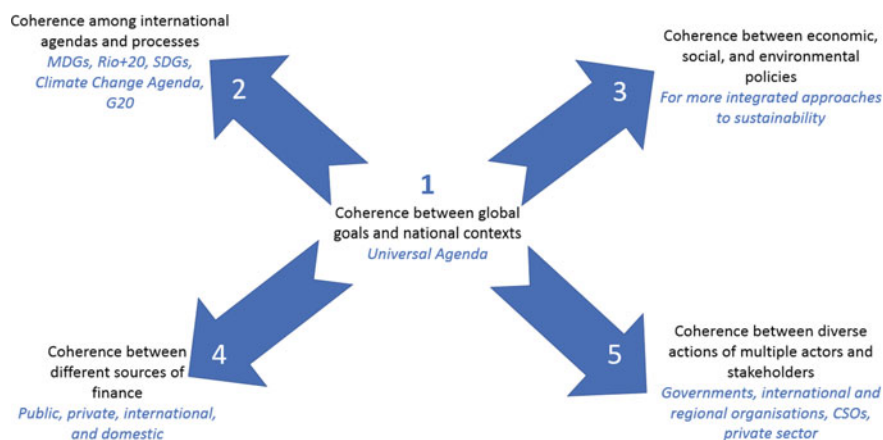 1
Coherence between global
goals and national contexts
Universal Agenda
Coherence among international
agendas and processes
MDGs, Rio+20, SDGs,
Climate Change Agenda,
G20
2
3
Coherence between economic,
social, and environmental
policies
For more integrated approaches
to sustainability
4
Coherence between
different sources of
finance
Public, private, international,
and domestic
5
Coherence between diverse
actions of multiple actors and
stakeholders
Governments, international and
regional organisations, CSOs,
private sector